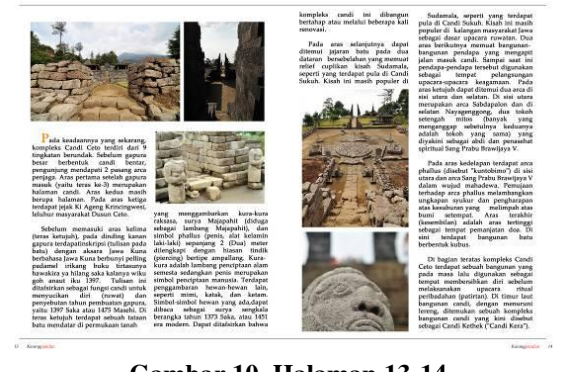 Pada keadaannya yang sekarang,
kompleks Candi Ceto terdiri dari 9
tingkatan berundak. Sebelum gapura
besar berbentuk candi bentar,
pengunjung mendapati 2 pasang arca
penjaga. Aras pertama setelah gapura
masuk (yaitu teras ke-3) merupakan
halaman candi. Aras kedua masih
berupa halaman. Pada aras ketiga
terdapat jejak Ki Ageng Krincingwesi,
leluhur masyarakat Dusun Ceto.
Sebelum memasuki aras kelima
(teras ketujuh), pada dinding kanan
gapura terdapatinskripsi (tulisan pada
batu) dengan aksara Jawa Kuna
berbahasa Jawa Kuna berbunyi pelling
padamel irikang buku tirtasunya
hawakira ya hilang saka kalanya wiku
goh anaut iku 1397. Tulisan ini
ditafsirkan sebagai fungsi candi untuk
menyucikan diri (ruwat) dan
penyebutan tahun pembuatan gapura,
yaitu 1397 Saka atau 1475 Masehi. Di
teras ketujuh terdapat sebuah tataan
batu mendatar di permukaan tanah
yang menggambarkan kura-kura
raksasa, surya Majapahit (diduga
sebagai lambang Majapahit), dan
simbol phallus (penis, alat kelamin
laki-laki) sepanjang 2 (Dua) meter
dilengkapi dengan hiasan tindik
(piercing) bertipe ampallang. Kura-
kura adalah lambang penciptaan alam
semesta sedangkan penis merupakan
simbol penciptaan manusia. Terdapat
penggambaran hewan-hewan lain,
seperti mimi, katak, dan ketam.
Simbol-simbol hewan yang ada,dapat
dibaca sebagai surya sengkala
berangka tahun 1373 Saka, atau 1451
era modern. Dapat ditafsirkan bahwa
12 Karanganyar
kompleks candi ini dibangun
bertahap atau melalui beberapa kali
renovasi.
Pada aras selanjutnya dapat
ditemui jajaran batu pada dua
dataran bersebelahan yang memuat
relief cuplikan kisah Sudamala,
seperti yang terdapat pula di Candi
Sukuh. Kisah ini masih populer di
Sudamala, seperti yang terdapat
pula di Candi Sukuh. Kisah ini masih
populer di kalangan masyarakat Jawa
sebagai dasar upacara ruwatan. Dua
aras berikutnya memuat bangunan-
bangunan pendapa yang mengapit
jalan masuk candi. Sampai saat ini
pendapa-pendapa tersebut digunakan
sebagai tempat pelangsungan
upacara-upacara keagamaan. Pada
aras ketujuh dapat ditemui dua arca di
sisi utara dan selatan. Di sisi utara
merupakan arca Sabdapalon dan di
selatan Nayagenggong, dua tokoh
setengah mitos (banyak yang
menganggap sebetulnya keduanya
adalah tokoh yang sama) yang
diyakini sebagai abdi dan penasehat
spiritual Sang Prabu Brawijaya V.
Pada aras kedelapan terdapat arca
phallus (disebut "kuntobimo") di sisi
utara dan arca Sang Prabu Brawijaya V
dalam wujud mahadewa. Pemujaan
terhadap arca phallus melambangkan
ungkapan syukur dan pengharapan
atas kesuburan yang melimpah atas
bumi setempat. Aras terakhir
(kesembilan) adalah aras tertinggi
sebagai tempat pemanjatan doa. Di
sini terdapat bangunan batu
berbentuk kubus.
Di bagian teratas kompleks Candi
Ceto terdapat sebuah bangunan yang
pada masa lalu digunakan sebagai
tempat membersihkan diri sebelum
melaksanakan upacara ritual
peribadahan (patirtan). Di timur laut
bangunan candi, dengan menuruni
lereng, ditemukan sebuah kompleks
bangunan candi yang kini disebut
sebagai Candi Kethek ("Candi Kera").
Karanganyar 14
Gambar 10. Halaman 13-14